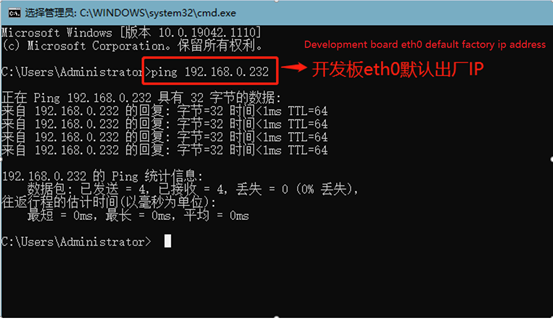 选择管理员: C:\WINDOWS\system32\cmd.exe
Microsoft Windows [版本 10.0.19042.1110]
(c) Microsoft Corporation。保留所有权利。
Development board eth0 default factory ip address
C:\Users\Administrator>ping 192.168.0.232
开发板eth0默认出厂IP
正在 Ping 192.168.0.232 具有 32 字节的数据:
来自 192.168.0.232 的回复: 字节=32 时间<1ms TTL=64
来自 192.168.0.232 的回复: 字节=32 时间<1ms TTL=64
来自 192.168.0.232 的回复: 字节=32 时间<1ms TTL=64
来自 192.168.0.232 的回复: 字节=32 时间<1ms TTL=64
192.168.0.232 的 Ping 统计信息:
数据包: 已发送 = 4，已接收 = 4，丢失 = 0 (0% 丢失)，
往返行程的估计时间(以毫秒为单位):
最短 = 0ms，最长 = 0ms，平均 = 0ms
C:\Users\Administrator>